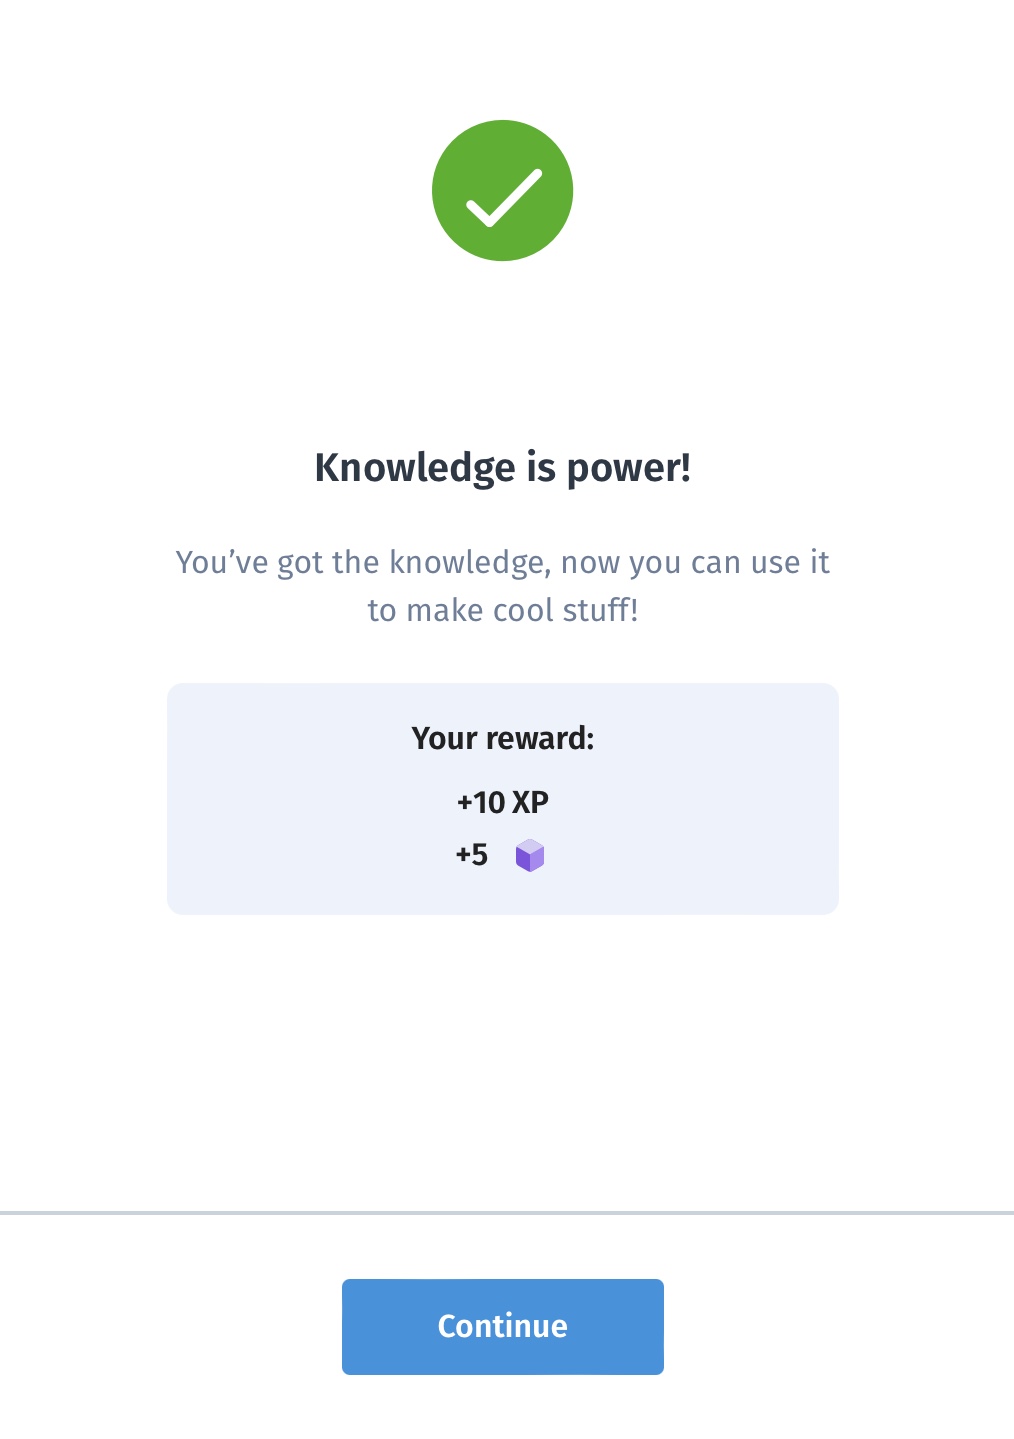 Knowledge is power!
You’ve got the knowledge, now you can use it
to make cool stuff!
Your reward:
+10 XP
+5
Continue